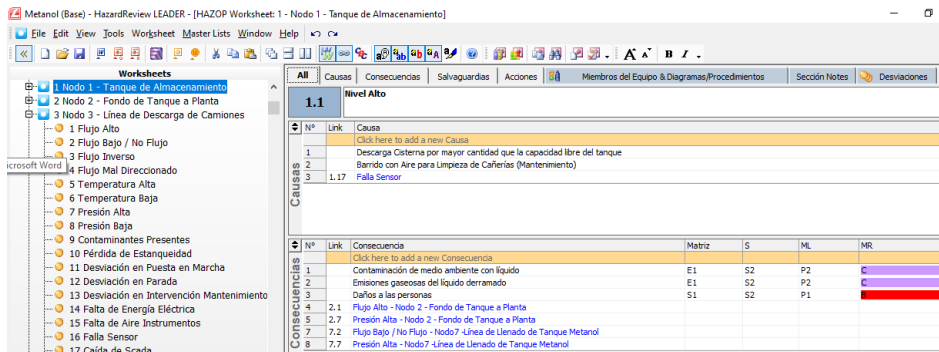 Metanol (Base) - HazardReview LEADER - [HAZOP Worksheet: 1 - Nodo 1 - Tanque de Almacenamiento]
File Edit View Tools Worksheet Master Lists Window Help
Worksheets
1 Nodo 1 - Tanque de Almacenamiento
2 Nodo 2 - Fondo de Tanque a Planta
3 Nodo 3 - Línea de Descarga de Camiones
1 Flujo Alto
2 Flujo Bajo / No Flujo
3 Flujo Inverso
icrosoft Word
4 Flujo Mal Direccionado
5 Temperatura Alta
6 Temperatura Baja
7 Presión Alta
8 Presión Baja
9 Contaminantes Presentes
10 Pérdida de Estanqueidad
11 Desviación en Puesta en Marcha
12 Desviación en Parada
13 Desviación en Intervención Mantenimiento
14 Falta de Energía Eléctrica
15 Falta de Aire Instrumentos
16 Falla Sensor
17 Caída de Scada
All Causas Consecuencias Salvaguardias Acciones Miembros del Equipo & Diagramas/Procedimientos Sección Notes Desviaciones
1.1 Nivel Alto
Causas
Nº Link Causa
Click here to add a new Causa
1 Descarga Cisterna por mayor cantidad que la capacidad libre del tanque
2 Barrido con Aire para Limpieza de Cañerías (Mantenimiento)
3 1.17 Falla Sensor
Consecuencias
Nº Link Consecuencia Matriz S ML MR
Click here to add a new Consecuencia
1 Contaminación de medio ambiente con líquido E1 S2 P2 C
2 Emisiones gaseosas del líquido derramado E1 S2 P2 C
3 Daños a las personas S1 S2 P1 B
4 2.1 Flujo Alto - Nodo 2 - Fondo de Tanque a Planta
5 2.7 Presión Alta - Nodo 2 - Fondo de Tanque a Planta
7 7.2 Flujo Bajo / No Flujo - Nodo7 -Línea de Llenado de Tanque Metanol
8 7.7 Presión Alta - Nodo7 -Línea de Llenado de Tanque Metanol